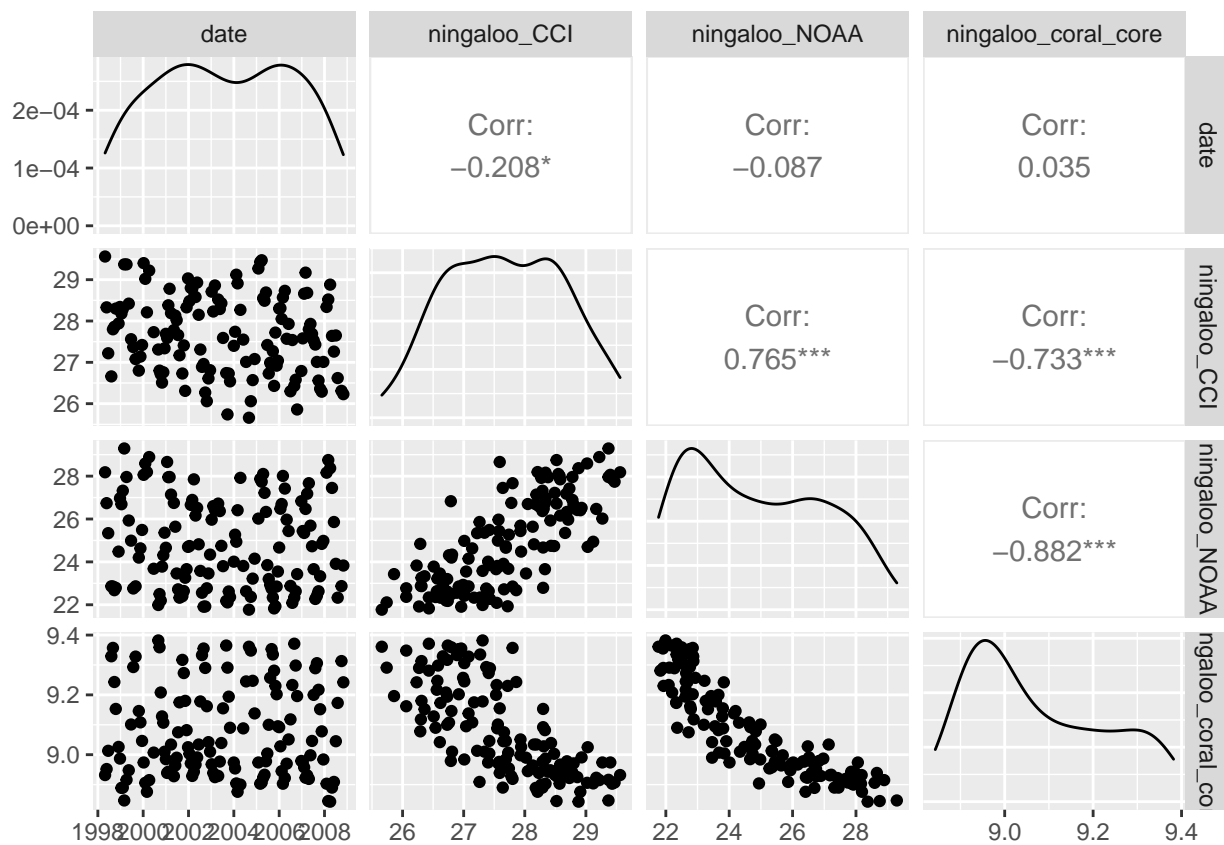 date ningaloo_CCI ningaloo_NOAA ningaloo_coral_core
2e−04
1e−04
0e+00
Corr:
−0.208*
Corr:
−0.087
Corr:
0.035
date
29
28
27
26
Corr:
0.765***
Corr:
−0.733***
ningaloo_CCI
28
26
24
22
Corr:
−0.882***
ningaloo_NOAA
9.4
9.2
9.0
ngaloo_coral_co
1998 2000 2002 2004 2006 2008 26 27 28 29 22 24 26 28 9.0 9.2 9.4